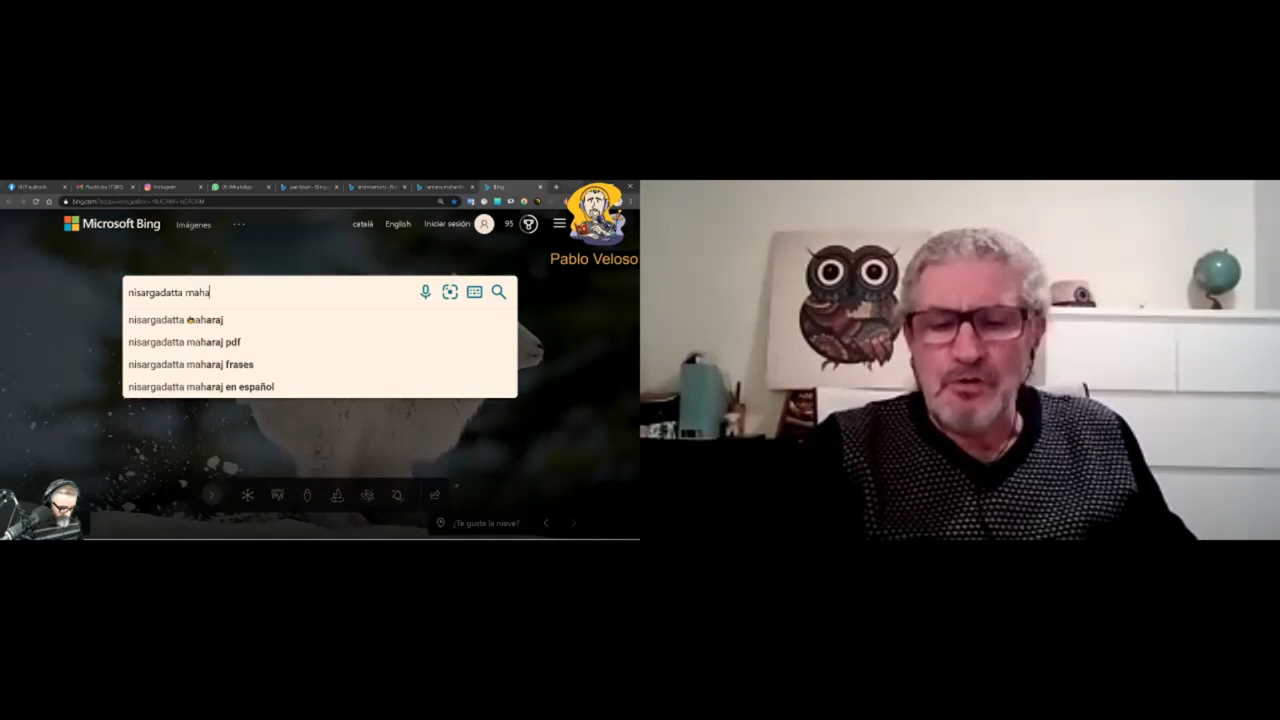 Microsoft Bing
Imágenes
català
English
Iniciar sesión
95
Pablo Veloso
nisargadatta maha
nisargadatta maharaj
nisargadatta maharaj pdf
nisargadatta maharaj frases
nisargadatta maharaj en español
¿Te gusta la nieve?